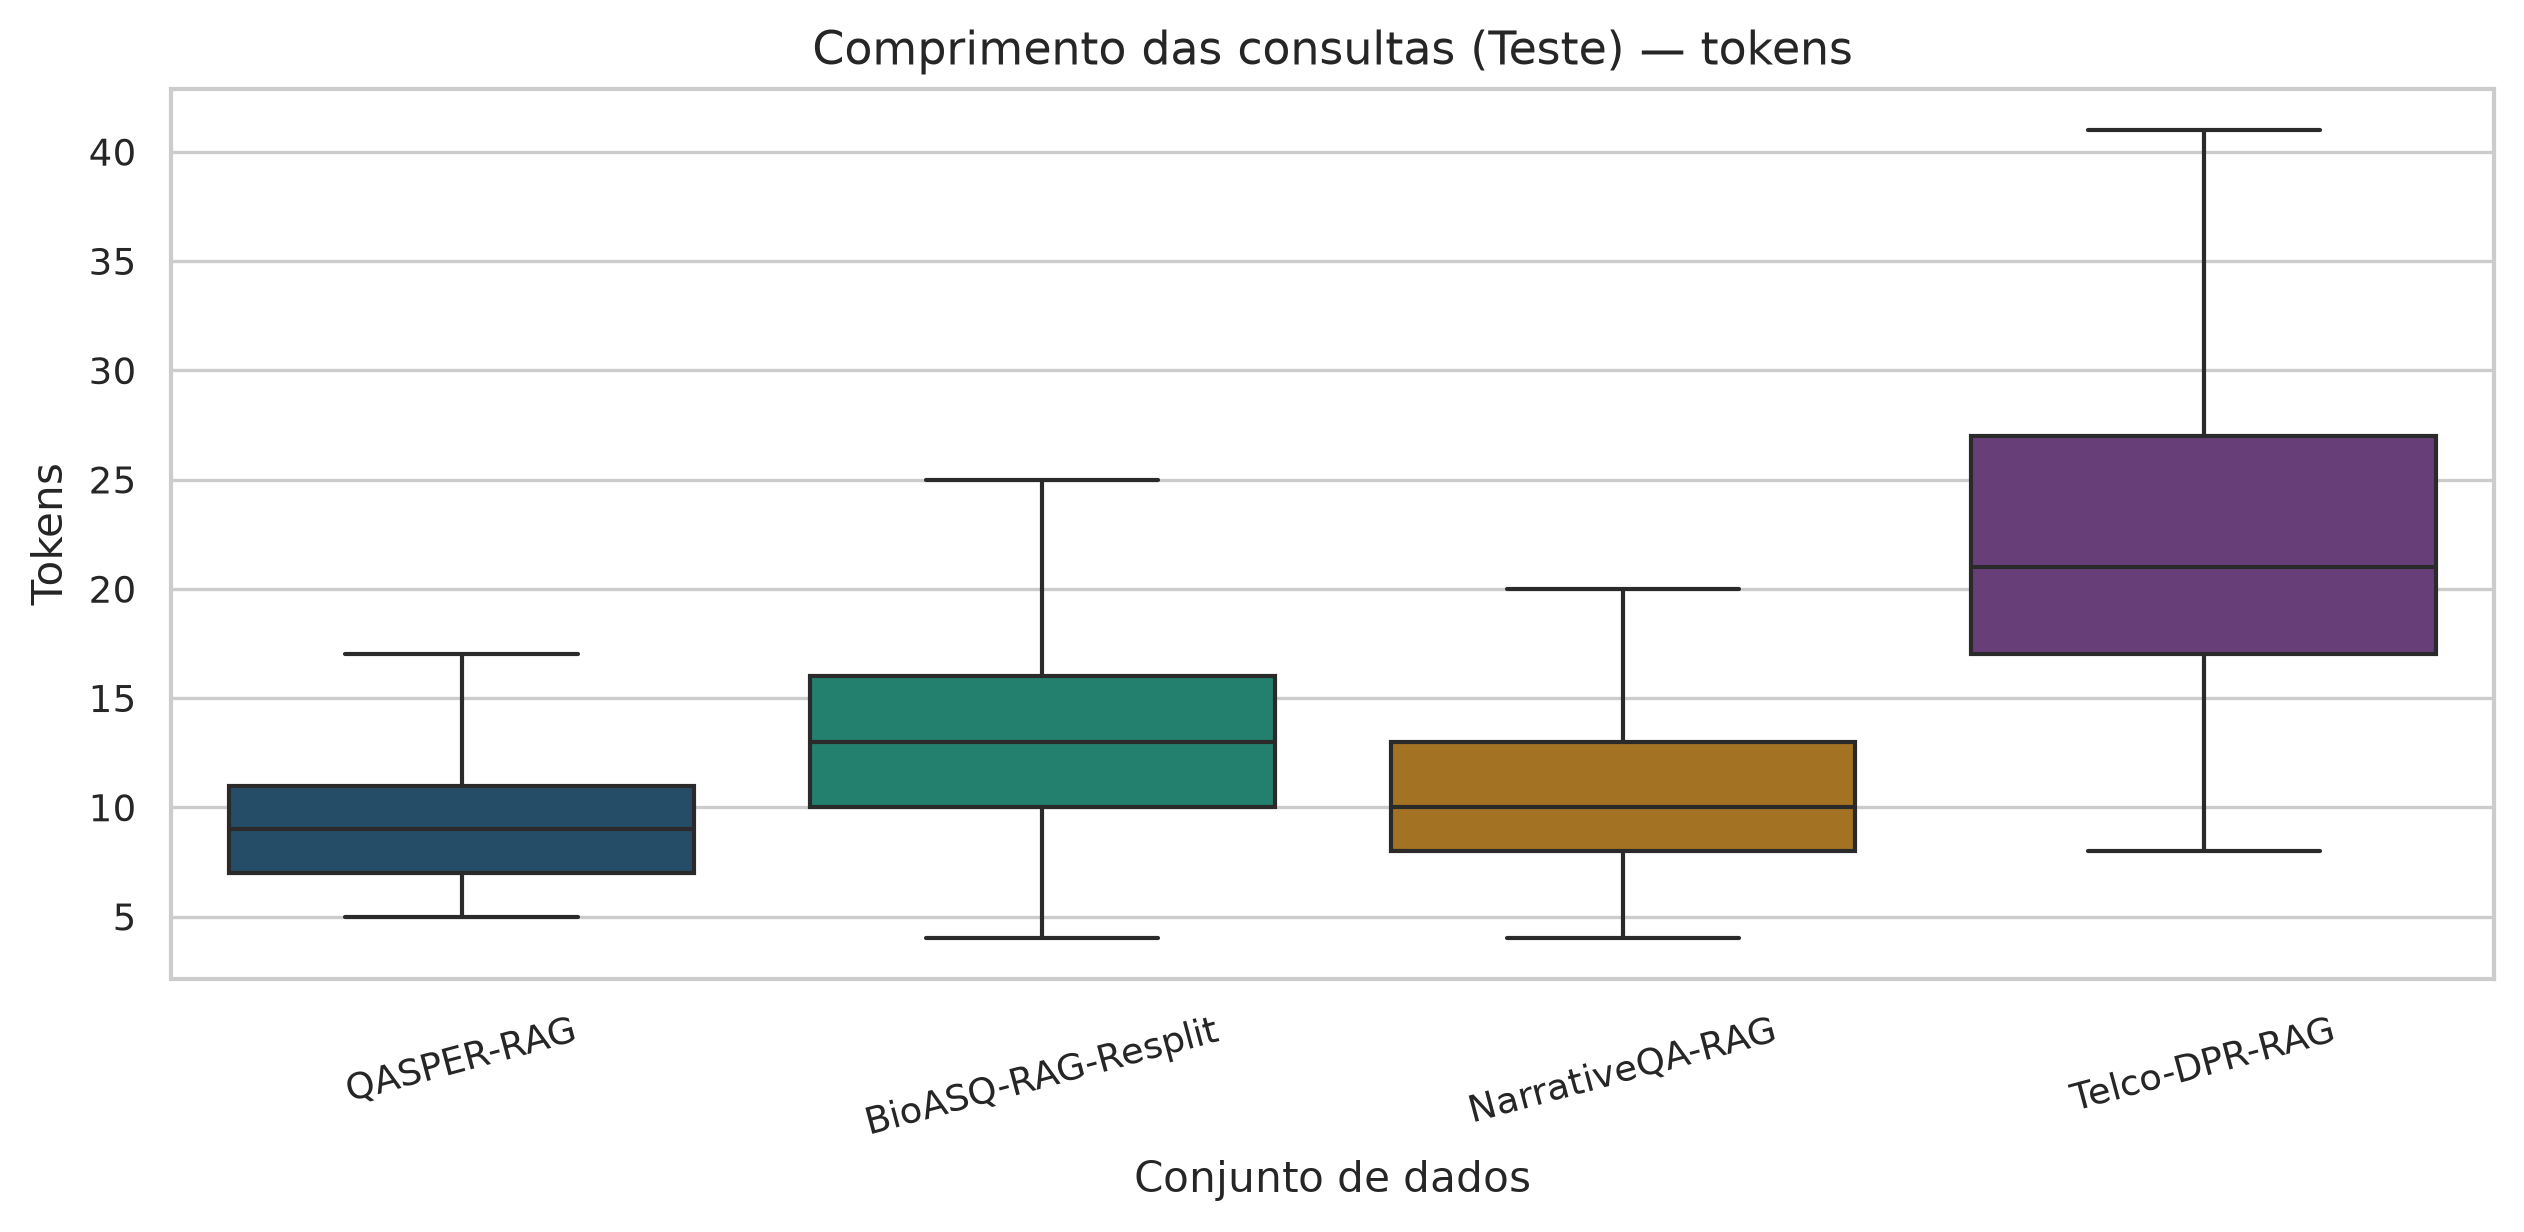 Comprimento das consultas (Teste) — tokens
Tokens
40
35
30
25
20
15
10
5
QASPER-RAG
BioASQ-RAG-Resplit
NarrativeQA-RAG
Telco-DPR-RAG
Conjunto de dados